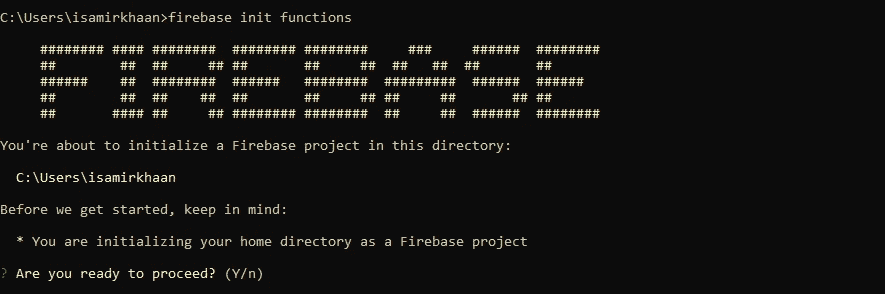 C:\Users\isamirkhaan>firebase init functions
######## #### ########  ######## ########     ###     ######  ########
##        ##  ##     ## ##       ##     ##  ##   ##  ##       ##
######    ##  ########  ######   ########  #########  ######  ######
##        ##  ##    ##  ##       ##     ## ##     ##       ## ##
##       #### ##     ## ######## ########  ##     ##  ######  ########
You're about to initialize a Firebase project in this directory:
C:\Users\isamirkhaan
Before we get started, keep in mind:
* You are initializing your home directory as a Firebase project
? Are you ready to proceed? (Y/n)